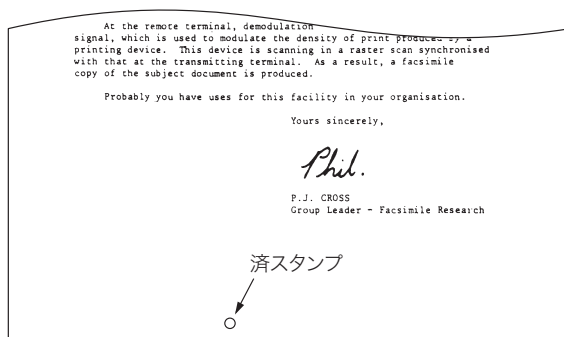 At the remote terminal, demodulation
signal, which is used to modulate the density of print produced by a
printing device. This device is scanning in a raster scan synchronised
with that at the transmitting terminal. As a result, a facsimile
copy of the subject document is produced.
Probably you have uses for this facility in your organisation.
Yours sincerely,
Phil.
P.J. CROSS
Group Leader - Facsimile Research
済スタンプ